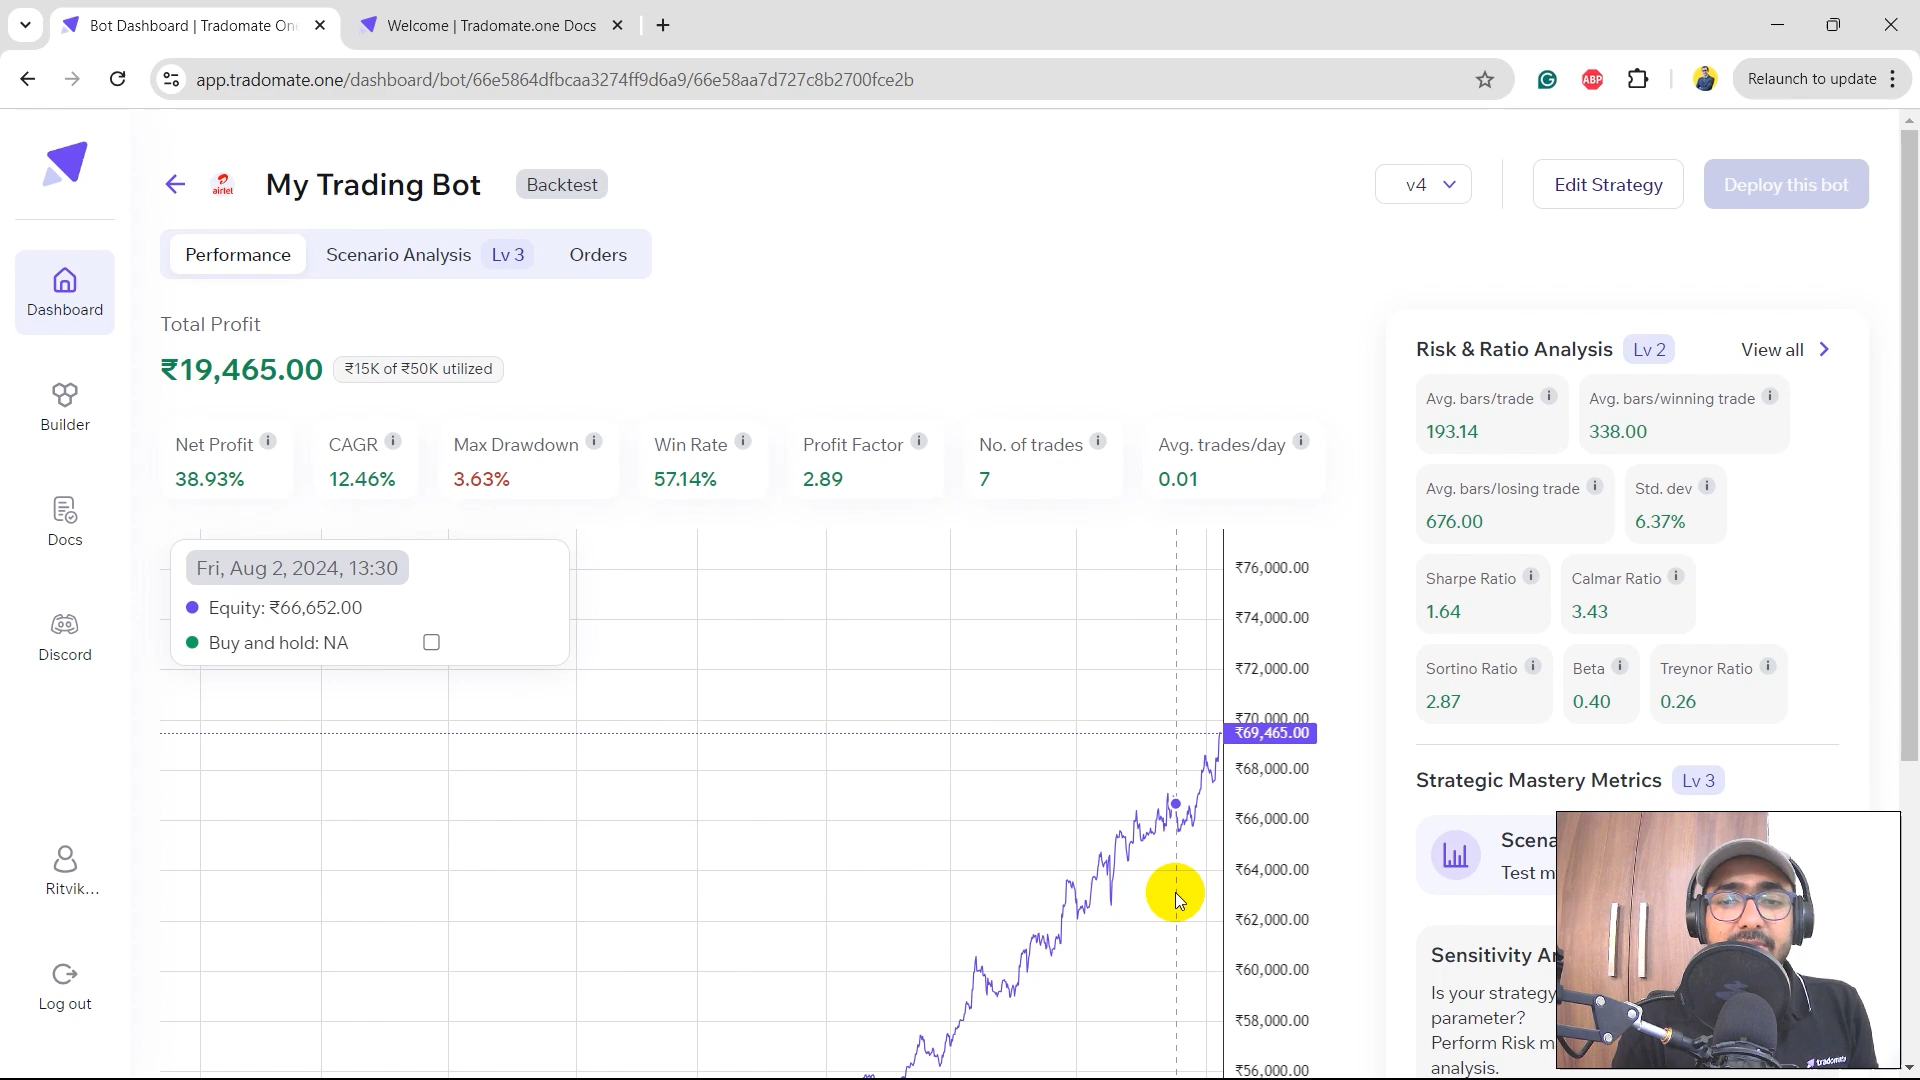 Bot Dashboard | Tradomate On
Welcome | Tradomate.one Docs
app.tradomate.one/dashboard/bot/66e5864dfbcaa3274ff9d6a9/66e58aa7d727c8b2700fce2b
ABP
Relaunch to update
airtel
My Trading Bot
Backtest
v4
Edit Strategy
Deploy this bot
Performance
Scenario Analysis
Lv 3
Orders
Dashboard
Builder
Docs
Discord
Ritvik...
Log out
Total Profit
₹19,465.00
₹15K of ₹50K utilized
Net Profit
38.93%
CAGR
12.46%
Max Drawdown
3.63%
Win Rate
57.14%
Profit Factor
2.89
No. of trades
7
Avg. trades/day
0.01
Fri, Aug 2, 2024, 13:30
Equity: ₹66,652.00
Buy and hold: NA
₹76,000.00
₹74,000.00
₹72,000.00
₹70,000.00
₹69,465.00
₹68,000.00
₹66,000.00
₹64,000.00
₹62,000.00
₹60,000.00
₹58,000.00
₹56,000.00
Risk & Ratio Analysis
Lv 2
View all
Avg. bars/trade
193.14
Avg. bars/winning trade
338.00
Avg. bars/losing trade
676.00
Std. dev
6.37%
Sharpe Ratio
1.64
Calmar Ratio
3.43
Sortino Ratio
2.87
Beta
0.40
Treynor Ratio
0.26
Strategic Mastery Metrics
Lv 3
Scena
Test m
Sensitivity An
Is your strategy
parameter?
Perform Risk m
analysis.
tradomate